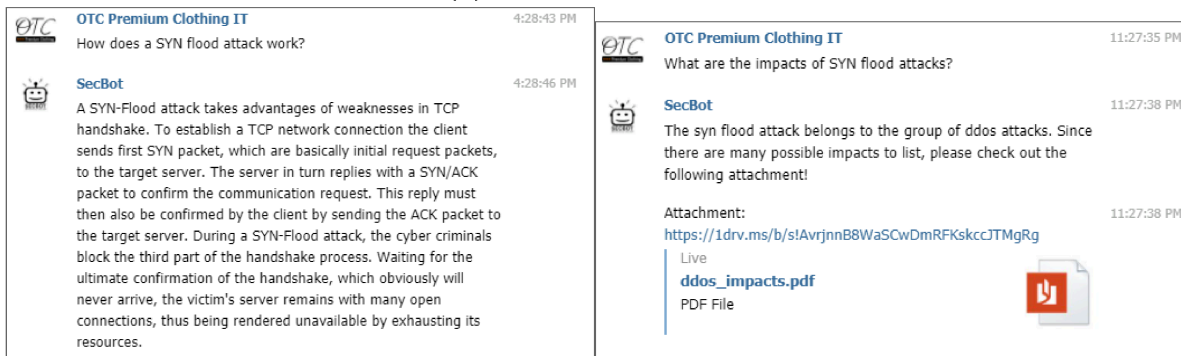 OTC Premium Clothing IT 4:28:43 PM
How does a SYN flood attack work?
SecBot 4:28:46 PM
A SYN-Flood attack takes advantages of weaknesses in TCP
handshake. To establish a TCP network connection the client
sends first SYN packet, which are basically initial request packets,
to the target server. The server in turn replies with a SYN/ACK
packet to confirm the communication request. This reply must
then also be confirmed by the client by sending the ACK packet to
the target server. During a SYN-Flood attack, the cyber criminals
block the third part of the handshake process. Waiting for the
ultimate confirmation of the handshake, which obviously will
never arrive, the victim's server remains with many open
connections, thus being rendered unavailable by exhausting its
resources.
OTC
OTC Premium Clothing IT 11:27:35 PM
What are the impacts of SYN flood attacks?
SecBot 11:27:38 PM
The syn flood attack belongs to the group of ddos attacks. Since
there are many possible impacts to list, please check out the
following attachment!
Attachment: 11:27:38 PM
https://1drv.ms/b/s!AvrjnnB8WaSCwDmRFKskccJTMgRg
Live
ddos_impacts.pdf
PDF File
OTC